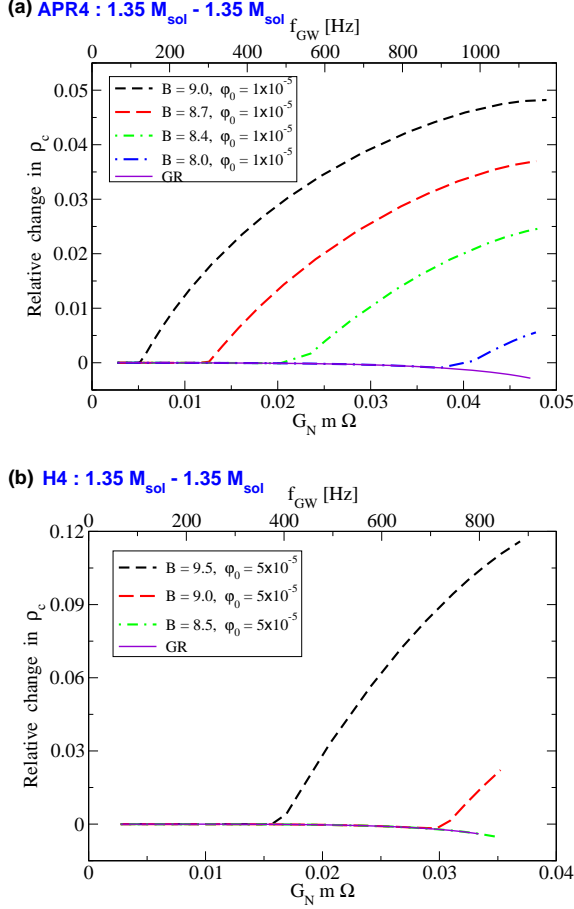 (a) APR4 : 1.35 M_sol - 1.35 M_sol
f_GW [Hz]
0 200 400 600 800 1000
B = 9.0, φ_0 = 1x10^-5
B = 8.7, φ_0 = 1x10^-5
B = 8.4, φ_0 = 1x10^-5
B = 8.0, φ_0 = 1x10^-5
GR
Relative change in ρ_c
0.05
0.04
0.03
0.02
0.01
0
0 0.01 0.02 0.03 0.04 0.05
G_N m Ω
(b) H4 : 1.35 M_sol - 1.35 M_sol
f_GW [Hz]
0 200 400 600 800
B = 9.5, φ_0 = 5x10^-5
B = 9.0, φ_0 = 5x10^-5
B = 8.5, φ_0 = 5x10^-5
GR
Relative change in ρ_c
0.12
0.09
0.06
0.03
0
0 0.01 0.02 0.03 0.04
G_N m Ω